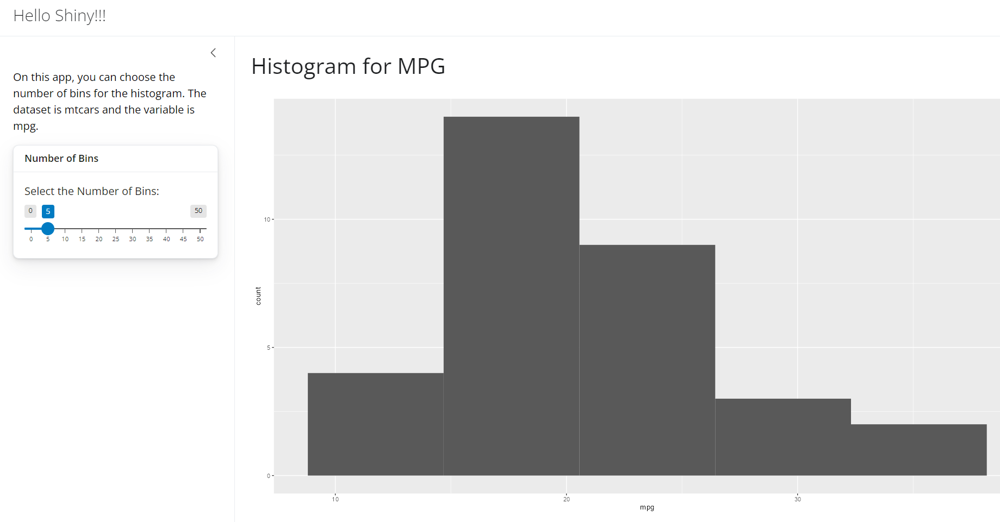 Hello Shiny!!!
On this app, you can choose the
number of bins for the histogram. The
dataset is mtcars and the variable is
mpg.
Number of Bins
Select the Number of Bins:
0 5 50
0 5 10 15 20 25 30 35 40 45 50
Histogram for MPG
count
10
5
0
10 20 30
mpg